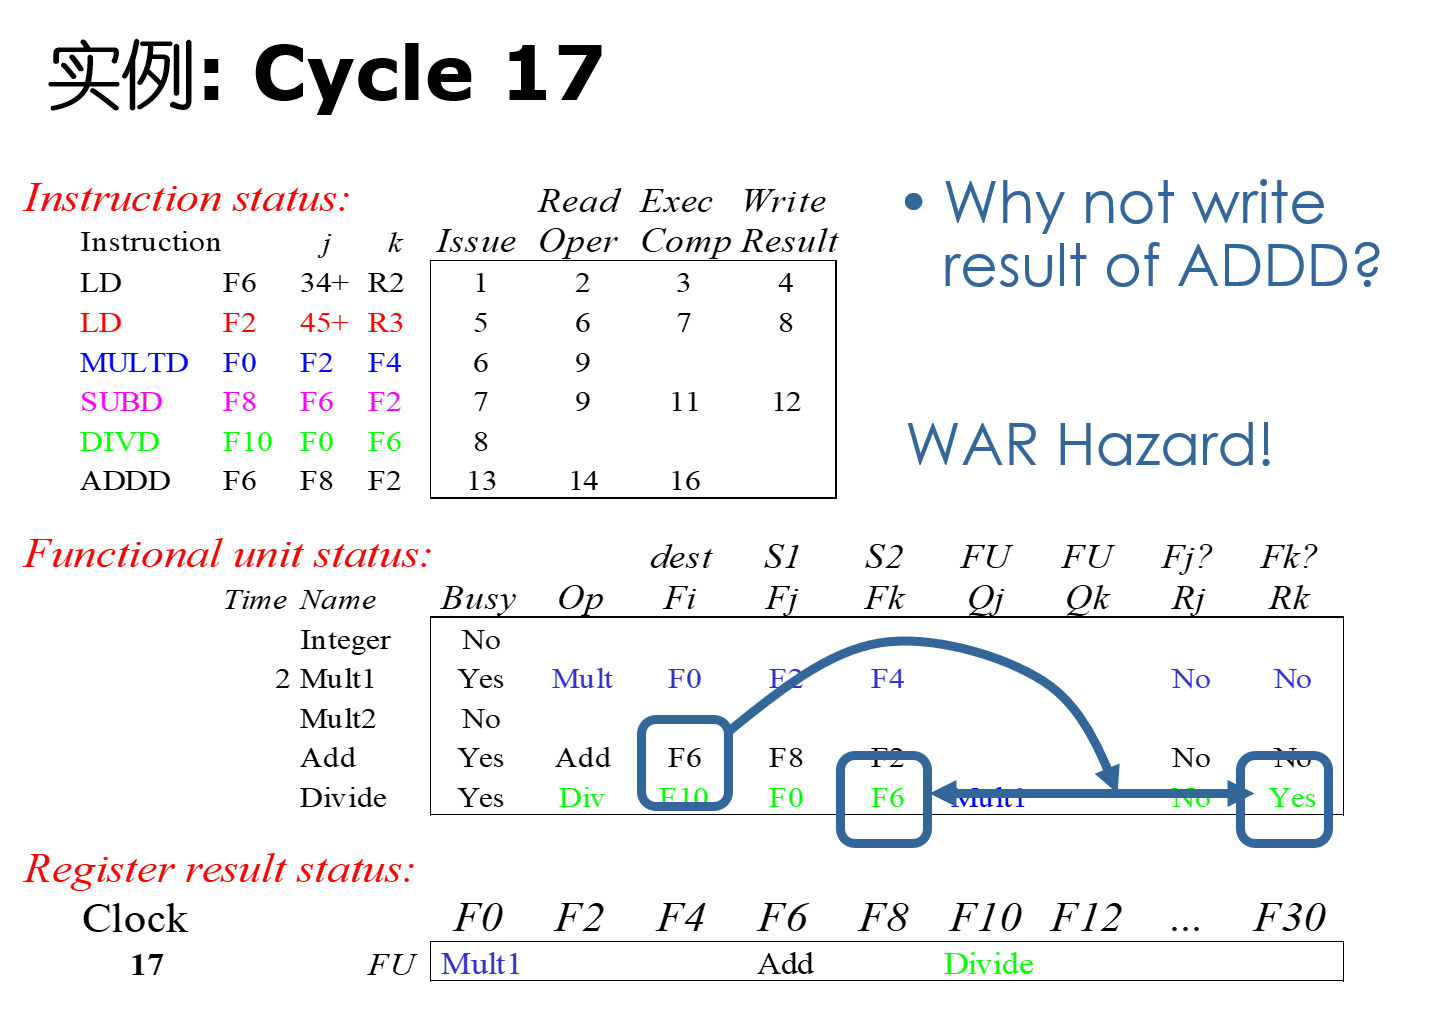 实例: Cycle 17
Instruction status: Read Exec Write
Instruction j k Issue Oper Comp Result
LD F6 34+ R2 1 2 3 4
LD F2 45+ R3 5 6 7 8
MULTD F0 F2 F4 6 9
SUBD F8 F6 F2 7 9 11 12
DIVD F10 F0 F6 8
ADDD F6 F8 F2 13 14 16
• Why not write
result of ADDD?
WAR Hazard!
Functional unit status: dest S1 S2 FU FU Fj? Fk?
Time Name Busy Op Fi Fj Fk Qj Qk Rj Rk
Integer No
2 Mult1 Yes Mult F0 F2 F4 No No
Mult2 No
Add Yes Add F6 F8 F2 No No
Divide Yes Div F10 F0 F6 Mult1 No Yes
Register result status:
Clock F0 F2 F4 F6 F8 F10 F12 ... F30
17 FU Mult1 Add Divide